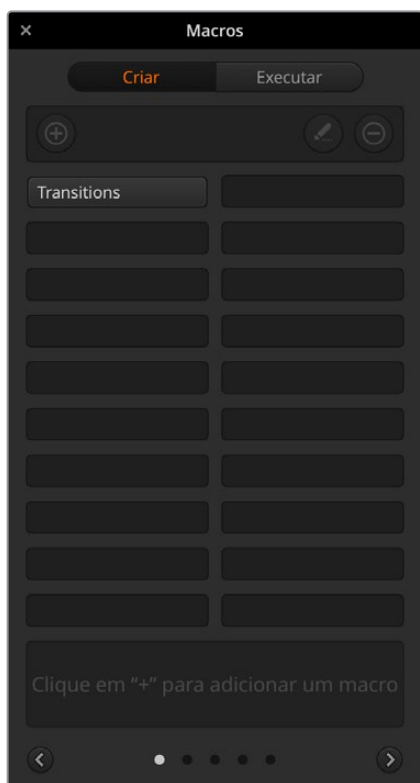 Macros
Criar Executar
Transitions
Clique em “+” para adicionar um macro